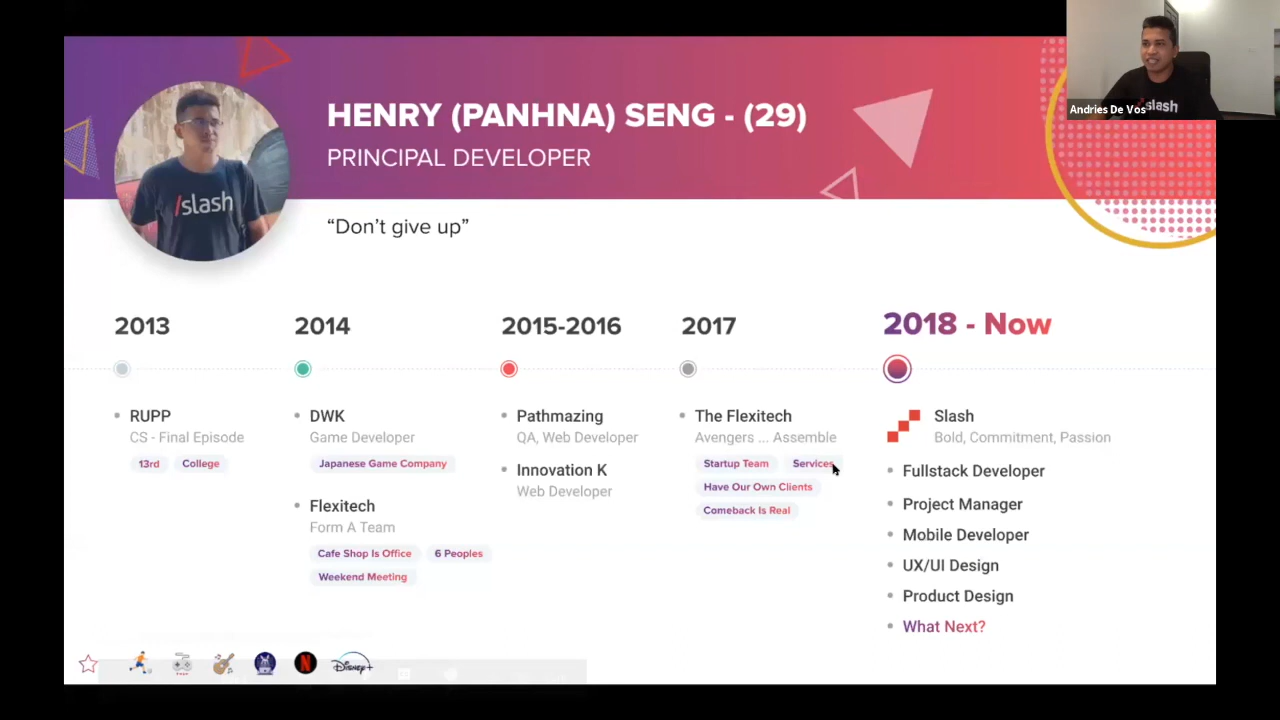 Andries De Vos
/slash
HENRY (PANHNA) SENG - (29)
PRINCIPAL DEVELOPER
/slash
“Don’t give up”
2013
RUPP
CS - Final Episode
13rd College
2014
DWK
Game Developer
Japanese Game Company
Flexitech
Form A Team
Cafe Shop Is Office 6 Peoples
Weekend Meeting
2015-2016
Pathmazing
QA, Web Developer
Innovation K
Web Developer
2017
The Flexitech
Avengers ... Assemble
Startup Team Services
Have Our Own Clients
Comeback Is Real
2018 - Now
Slash
Bold, Commitment, Passion
Fullstack Developer
Project Manager
Mobile Developer
UX/UI Design
Product Design
What Next?
N
Disney+